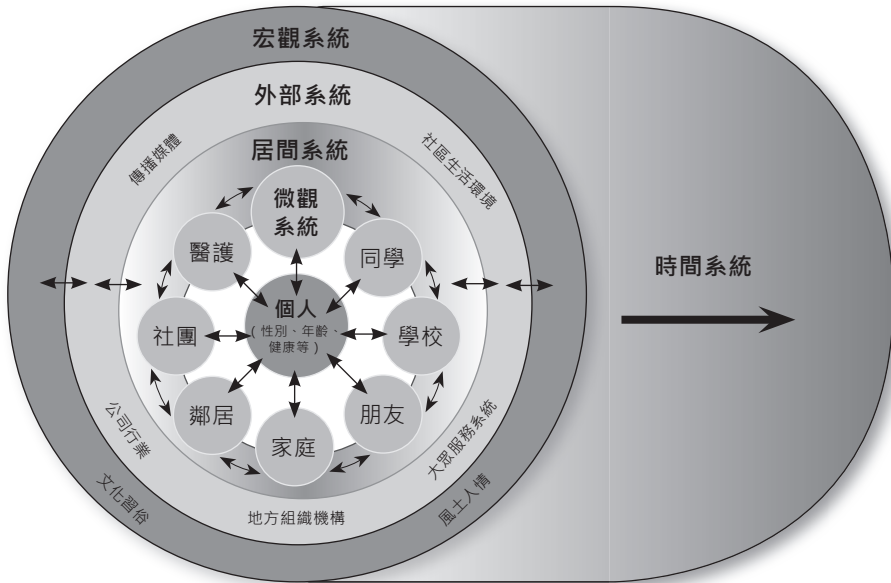 宏觀系統
外部系統
傳播媒體
社區生活環境
居間系統
微觀
系統
醫護
同學
時間系統
個人
(性別、年齡、
健康等)
社團
學校
鄰居
朋友
家庭
公司行業
大眾服務系統
文化習俗
風土人情
地方組織機構